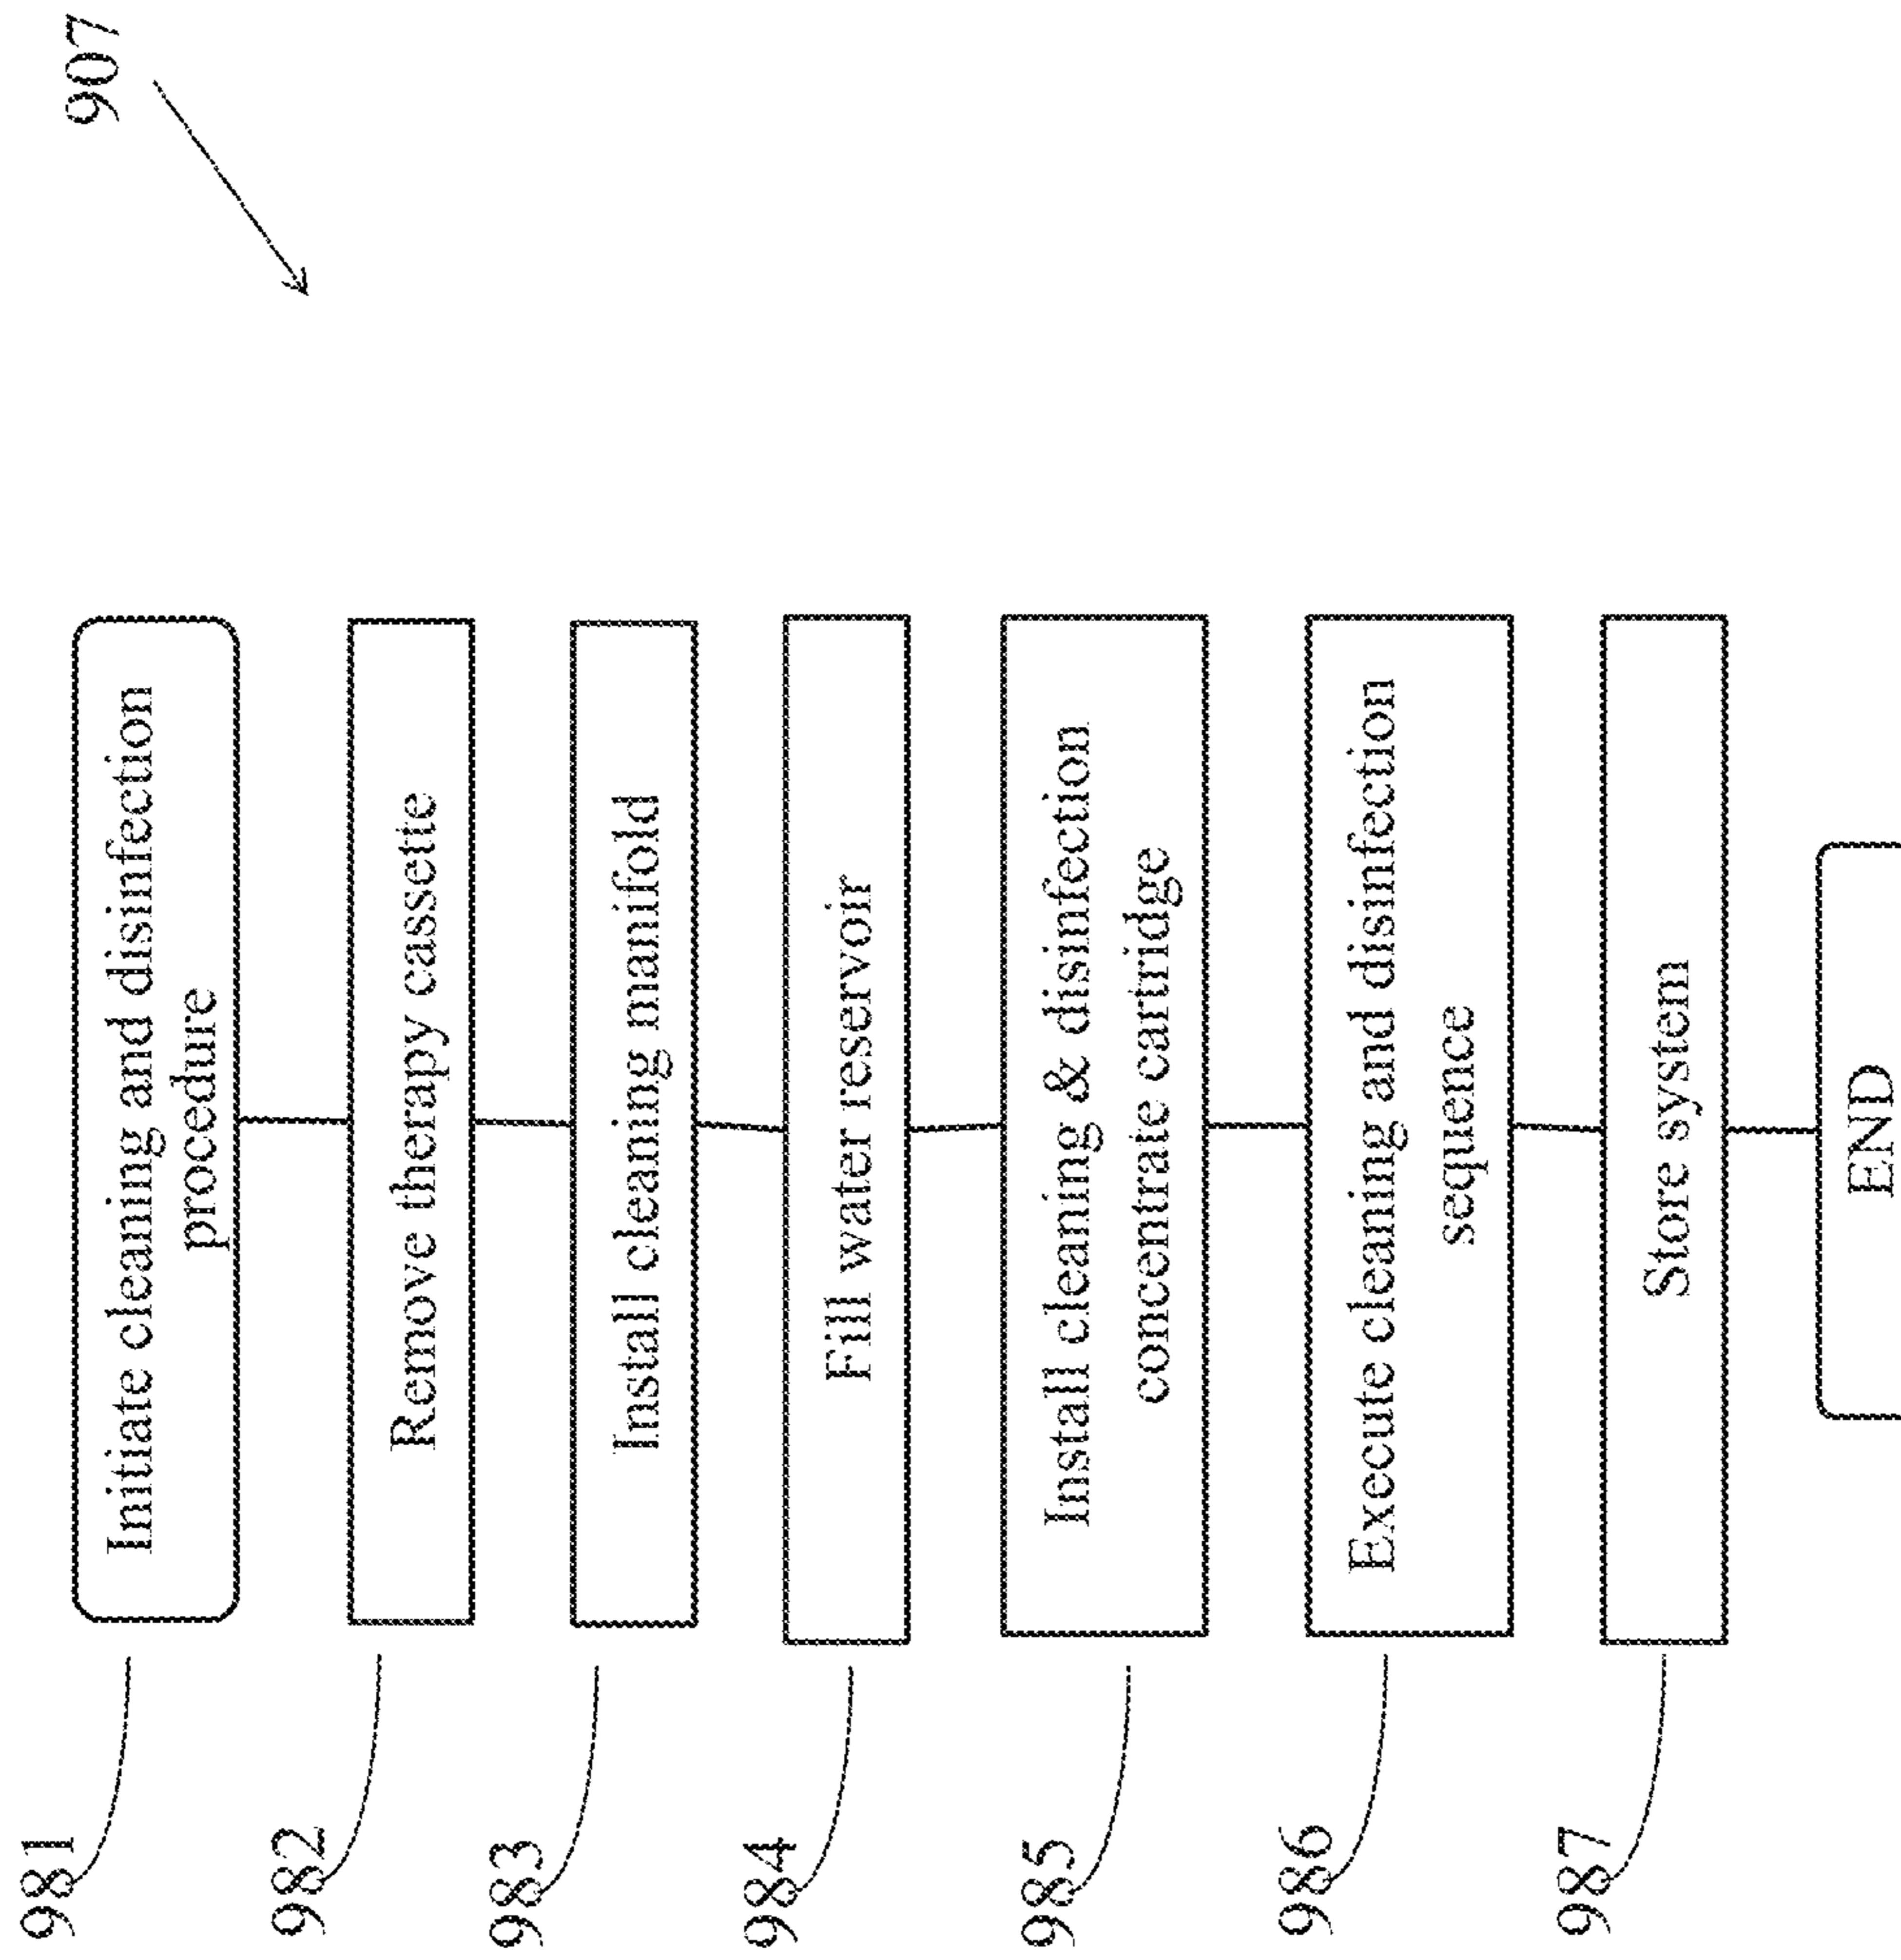 907
981
Initiate cleaning and disinfection
procedure
982
Remove therapy cassette
983
Install cleaning manifold
984
Fill water reservoir
985
Install cleaning & disinfection
concentrate cartridge
986
Execute cleaning and disinfection
sequence
987
Store system
END